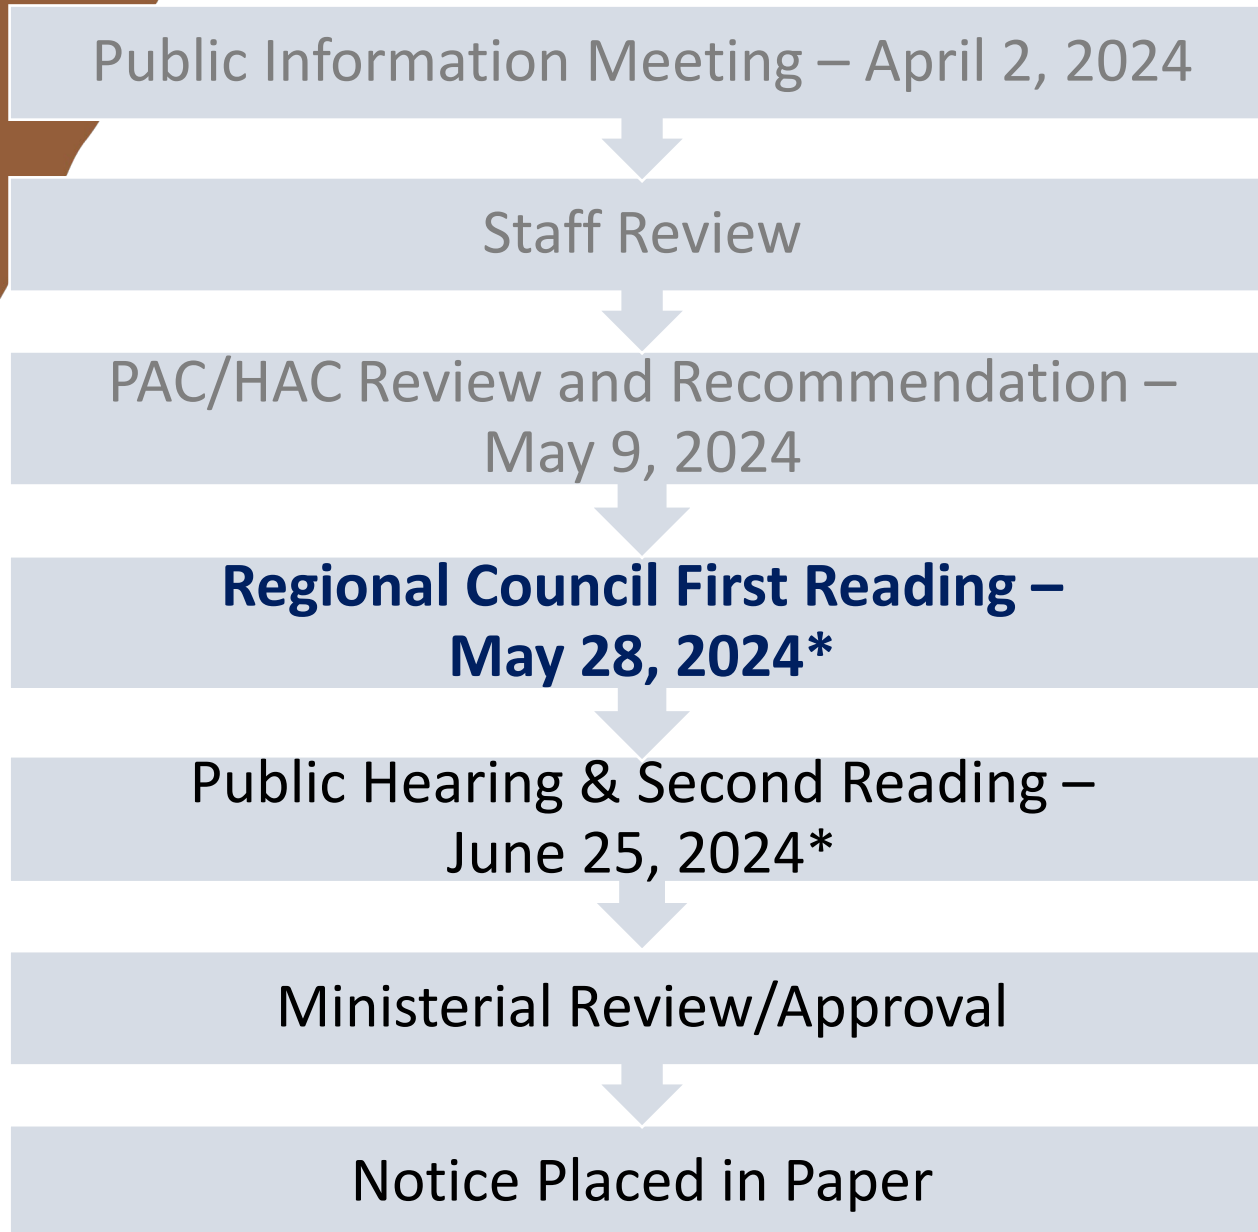 Public Information Meeting – April 2, 2024
Staff Review
PAC/HAC Review and Recommendation –
May 9, 2024
Regional Council First Reading –
May 28, 2024*
Public Hearing & Second Reading –
June 25, 2024*
Ministerial Review/Approval
Notice Placed in Paper